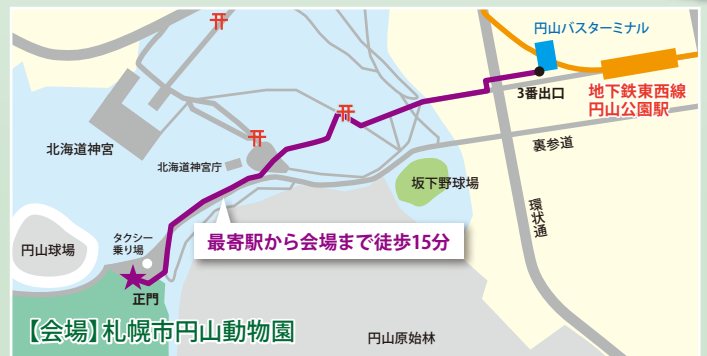 円山バスターミナル
3番出口
地下鉄東西線
円山公園駅
北海道神宮
北海道神宮庁
裏参道
坂下野球場
環状通
円山球場
タクシー
乗り場
最寄駅から会場まで徒歩15分
正門
【会場】札幌市円山動物園
円山原始林